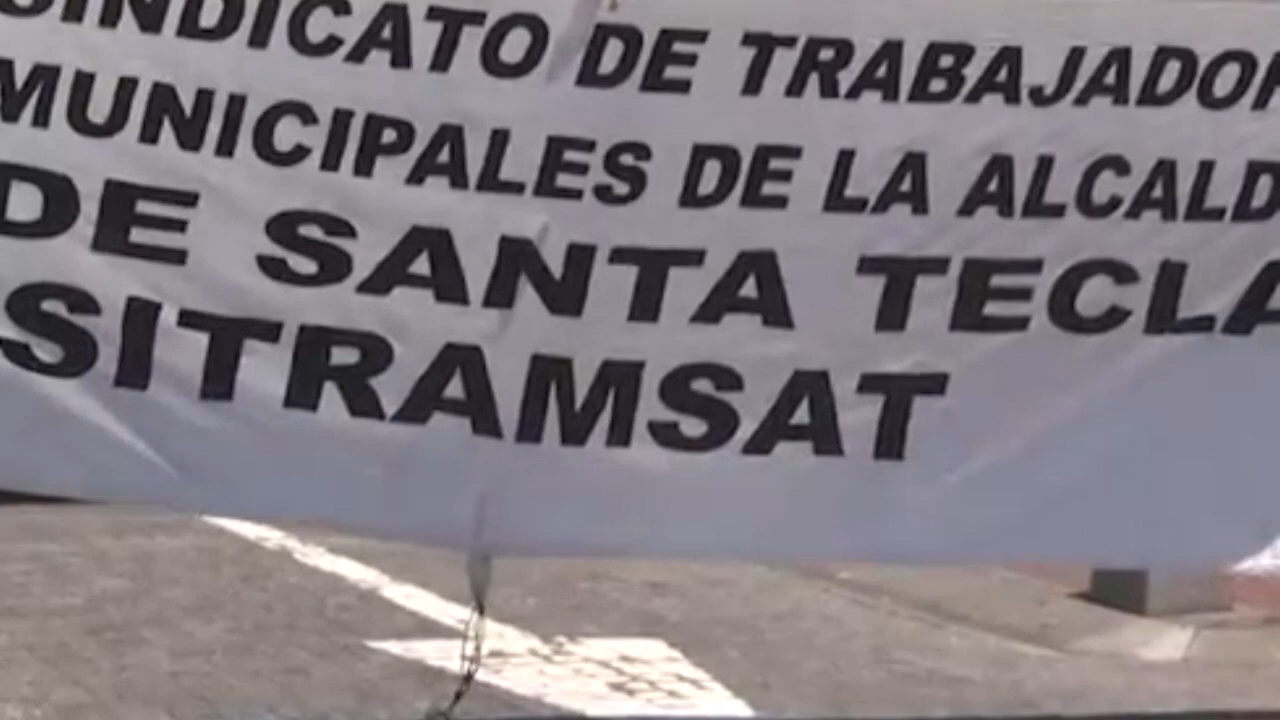 SINDICATO DE TRABAJADOR
MUNICIPALES DE LA ALCALD
DE SANTA TECLA
SITRAMSAT